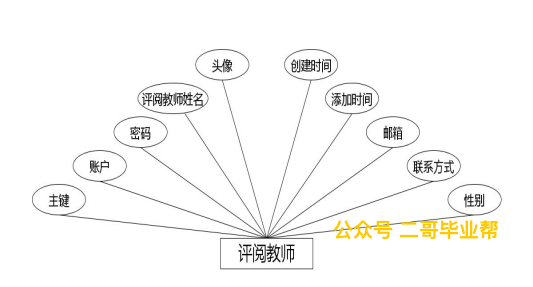 头像
创建时间
评阅教师姓名
添加时间
密码
邮箱
账户
联系方式
主键
性别
公众号 二哥毕业帮
评阅教师